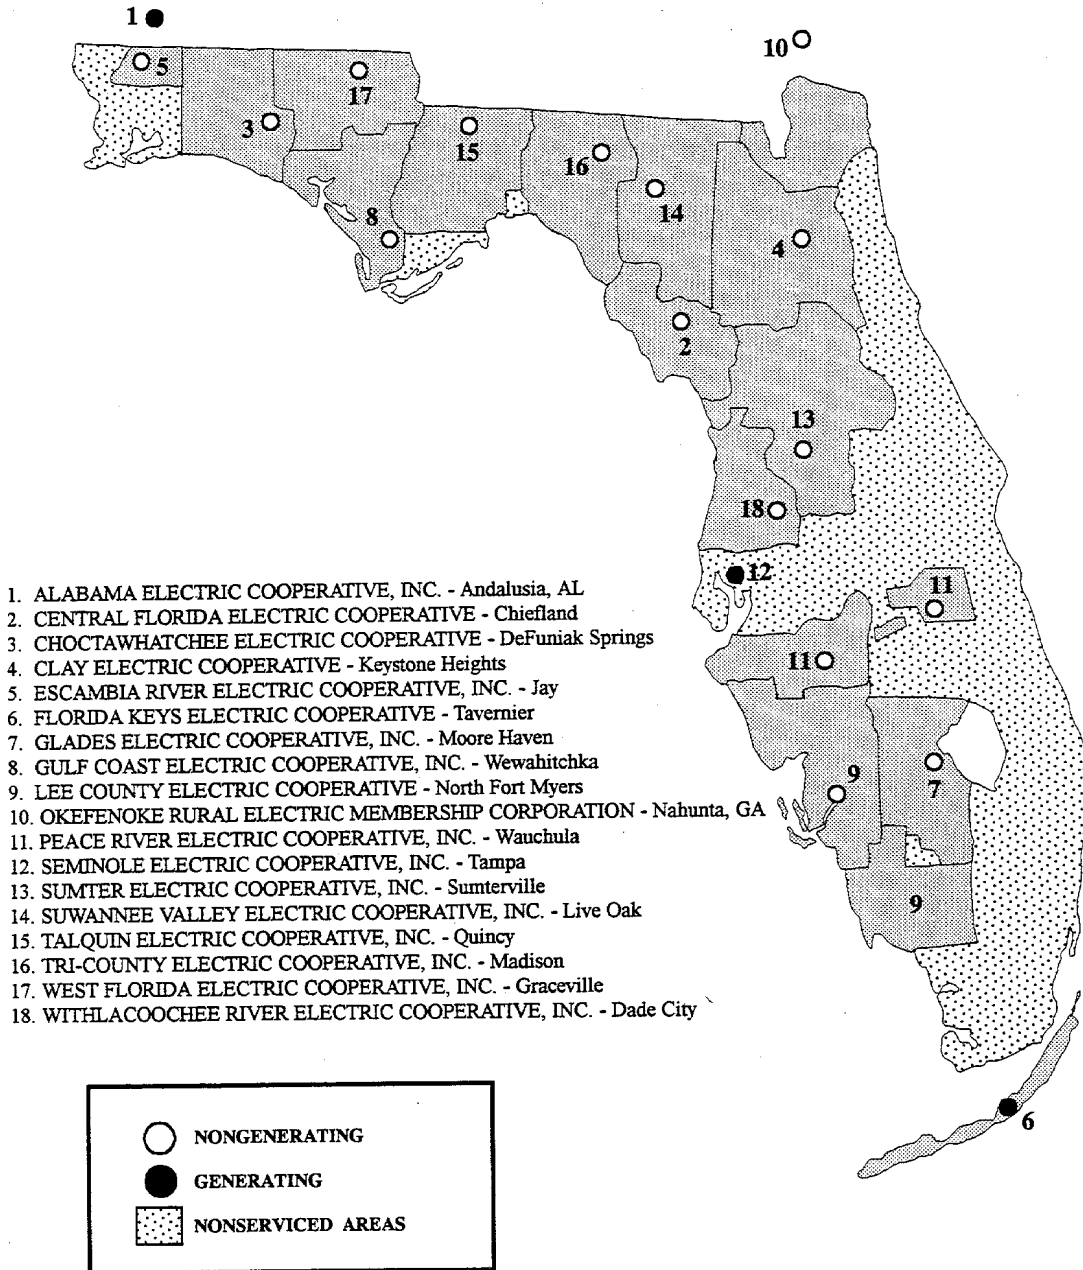 1
10
5
17
3
15
16
14
8
4
2
13
18
12
11
11
9
7
9
6
1. ALABAMA ELECTRIC COOPERATIVE, INC. - Andalusia, AL
2. CENTRAL FLORIDA ELECTRIC COOPERATIVE - Chiefland
3. CHOCTAWHATCHEE ELECTRIC COOPERATIVE - DeFuniak Springs
4. CLAY ELECTRIC COOPERATIVE - Keystone Heights
5. ESCAMBIA RIVER ELECTRIC COOPERATIVE, INC. - Jay
6. FLORIDA KEYS ELECTRIC COOPERATIVE - Tavernier
7. GLADES ELECTRIC COOPERATIVE, INC. - Moore Haven
8. GULF COAST ELECTRIC COOPERATIVE, INC. - Wewahitchka
9. LEE COUNTY ELECTRIC COOPERATIVE - North Fort Myers
10. OKEFENOKE RURAL ELECTRIC MEMBERSHIP CORPORATION - Nahunta, GA
11. PEACE RIVER ELECTRIC COOPERATIVE, INC. - Wauchula
12. SEMINOLE ELECTRIC COOPERATIVE, INC. - Tampa
13. SUMTER ELECTRIC COOPERATIVE, INC. - Sumterville
14. SUWANNEE VALLEY ELECTRIC COOPERATIVE, INC. - Live Oak
15. TALQUIN ELECTRIC COOPERATIVE, INC. - Quincy
16. TRI-COUNTY ELECTRIC COOPERATIVE, INC. - Madison
17. WEST FLORIDA ELECTRIC COOPERATIVE, INC. - Graceville
18. WITHLACOOCHEE RIVER ELECTRIC COOPERATIVE, INC. - Dade City
NONGENERATING
GENERATING
NONSERVICED AREAS